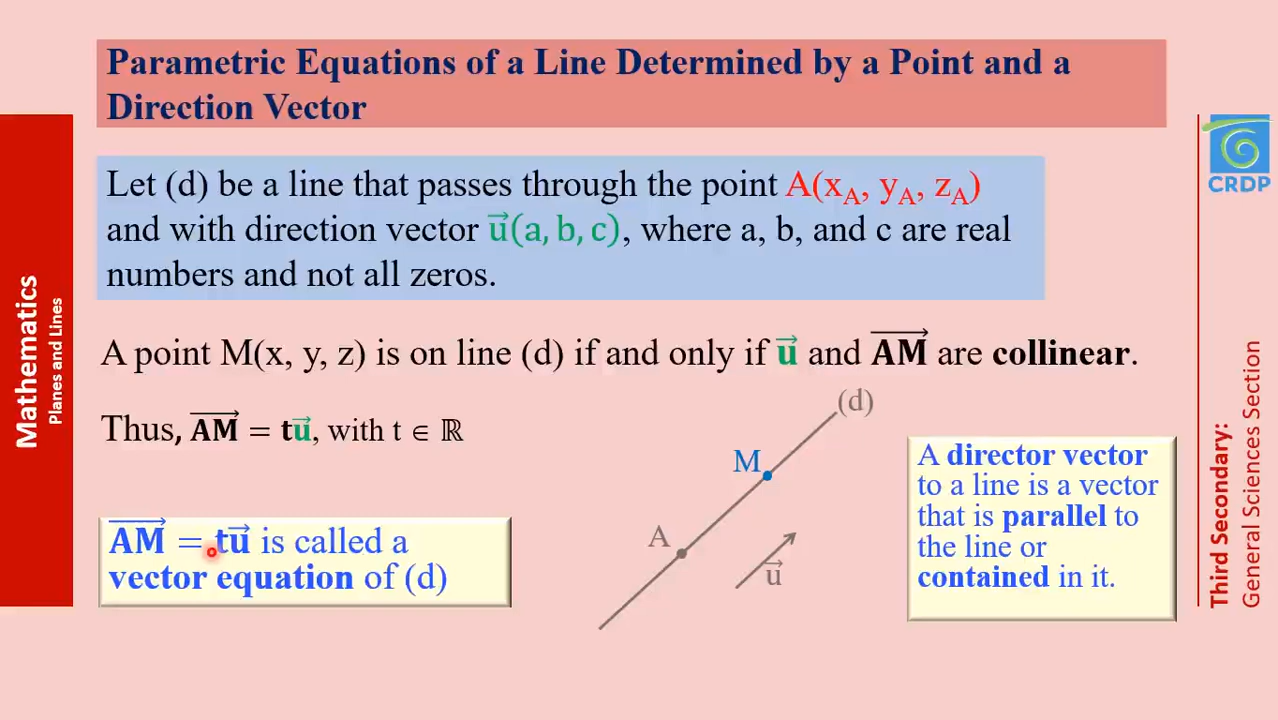 Parametric Equations of a Line Determined by a Point and a
Direction Vector
Let (d) be a line that passes through the point A(x_A, y_A, z_A)
and with direction vector u⃗(a, b, c), where a, b, and c are real
numbers and not all zeros.
A point M(x, y, z) is on line (d) if and only if u⃗ and AM⃗ are collinear.
Thus, AM⃗ = tu⃗, with t ∈ ℝ
AM⃗ = tu⃗ is called a
vector equation of (d)
(d)
M
A
u⃗
A director vector
to a line is a vector
that is parallel to
the line or
contained in it.
Mathematics
Planes and Lines
CRDP
Third Secondary:
General Sciences Section